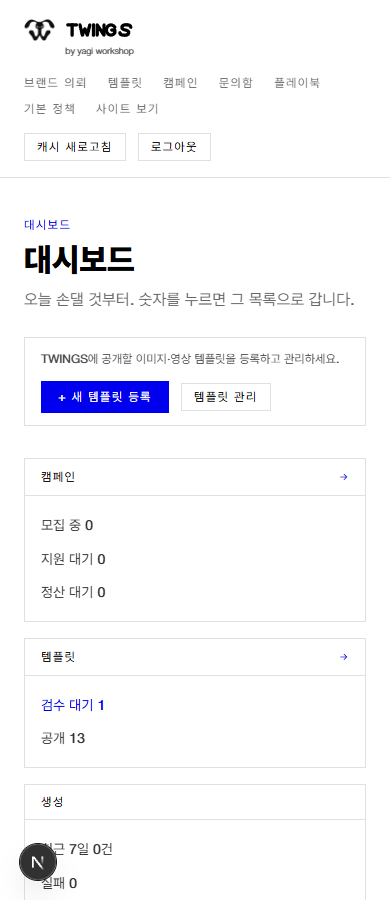 TWINGS
by yagi workshop
브랜드 의뢰 템플릿 캠페인 문의함 플레이북
기본 정책 사이트 보기
캐시 새로고침 로그아웃
대시보드
대시보드
오늘 손댈 것부터. 숫자를 누르면 그 목록으로 갑니다.
TWINGS에 공개할 이미지·영상 템플릿을 등록하고 관리하세요.
+ 새 템플릿 등록 템플릿 관리
캠페인 →
모집 중 0
지원 대기 0
정산 대기 0
템플릿 →
검수 대기 1
공개 13
생성
근 7일 0건
실패 0
N